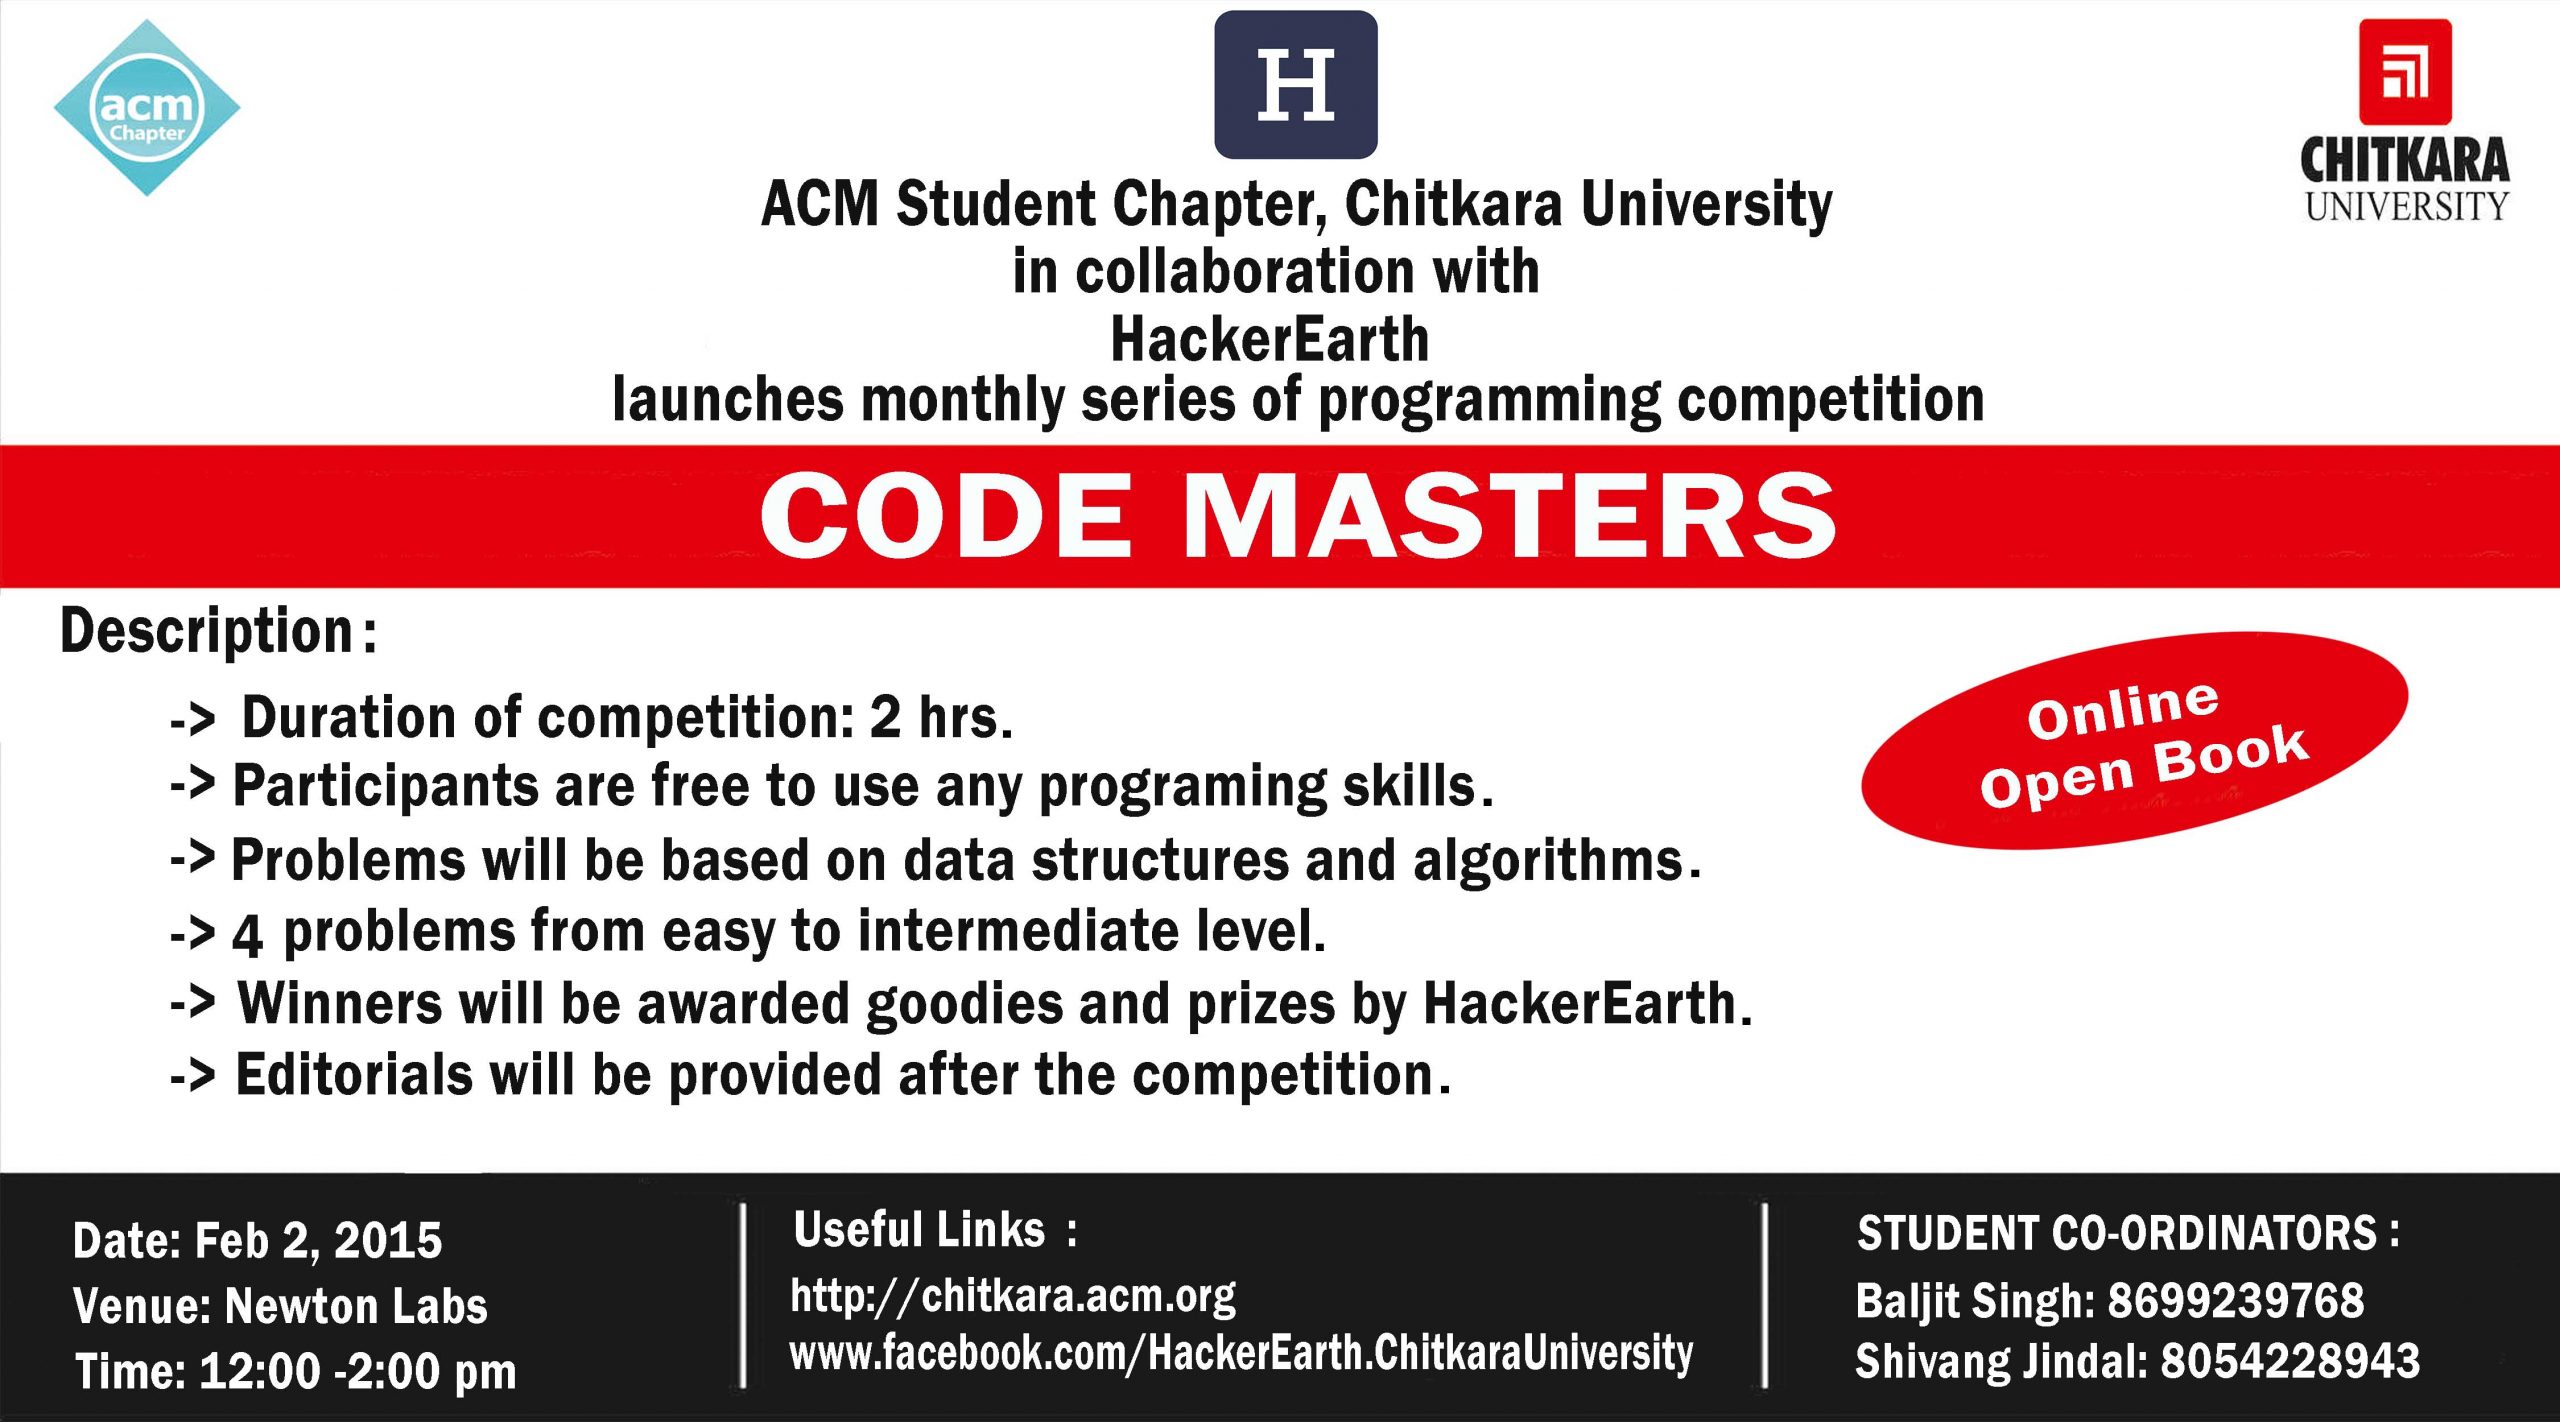 acm
Chapter
H
CHITKARA
UNIVERSITY
ACM Student Chapter, Chitkara University
in collaboration with
HackerEarth
launches monthly series of programming competition
CODE MASTERS
Description :
-> Duration of competition: 2 hrs.
-> Participants are free to use any programing skills.
-> Problems will be based on data structures and algorithms.
-> 4 problems from easy to intermediate level.
-> Winners will be awarded goodies and prizes by HackerEarth.
-> Editorials will be provided after the competition.
Online
Open Book
Date: Feb 2, 2015
Venue: Newton Labs
Time: 12:00 -2:00 pm
Useful Links :
http://chitkara.acm.org
www.facebook.com/HackerEarth.ChitkaraUniversity
STUDENT CO-ORDINATORS :
Baljit Singh: 8699239768
Shivang Jindal: 8054228943